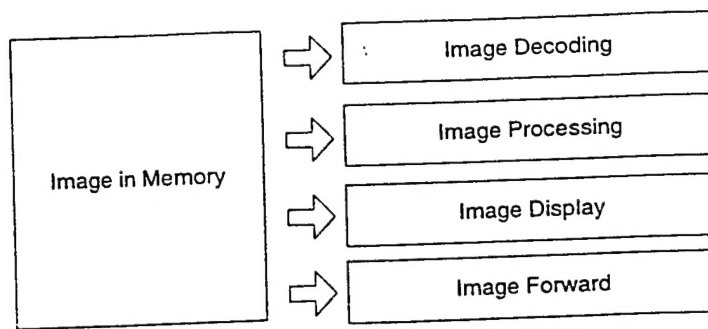 Image in Memory
Image Decoding
Image Processing
Image Display
Image Forward